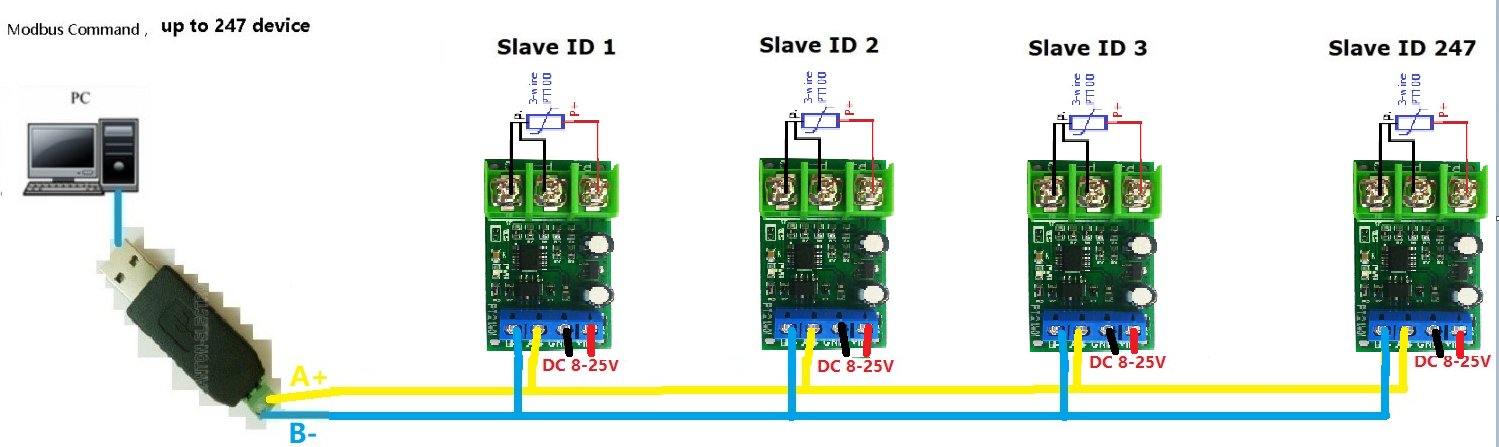 Modbus Command , up to 247 device
Slave ID 1
Slave ID 2
Slave ID 3
Slave ID 247
PC
3-wire
PT100
P-
P+
3-wire
PT100
P-
P+
3-wire
PT100
P-
P+
3-wire
PT100
P-
P+
DC 8-25V
DC 8-25V
DC 8-25V
DC 8-25V
A+
B-